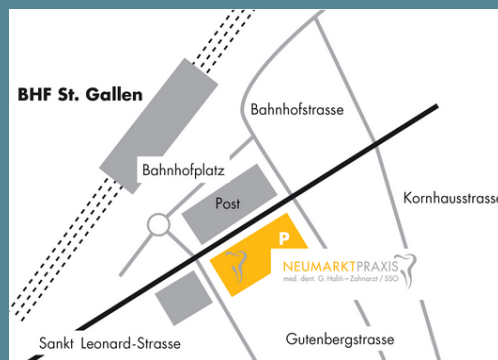 BHF St. Gallen
Bahnhofstrasse
Bahnhofplatz
Kornhausstrasse
Post
P
NEUMARKTPRAXIS
med. dent. G. Haliti – Zahnarzt / SSO
Sankt Leonard-Strasse
Gutenbergstrasse